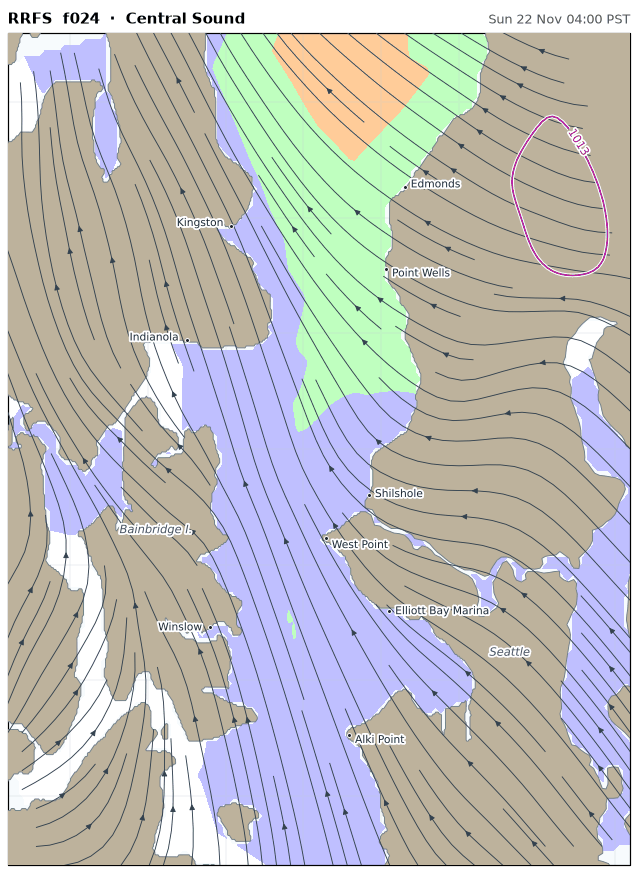 RRFS f024 · Central Sound
Sun 22 Nov 04:00 PST
1013
Edmonds
Kingston
Point Wells
Indianola
Shilshole
Bainbridge I.
West Point
Elliott Bay Marina
Winslow
Seattle
Alki Point